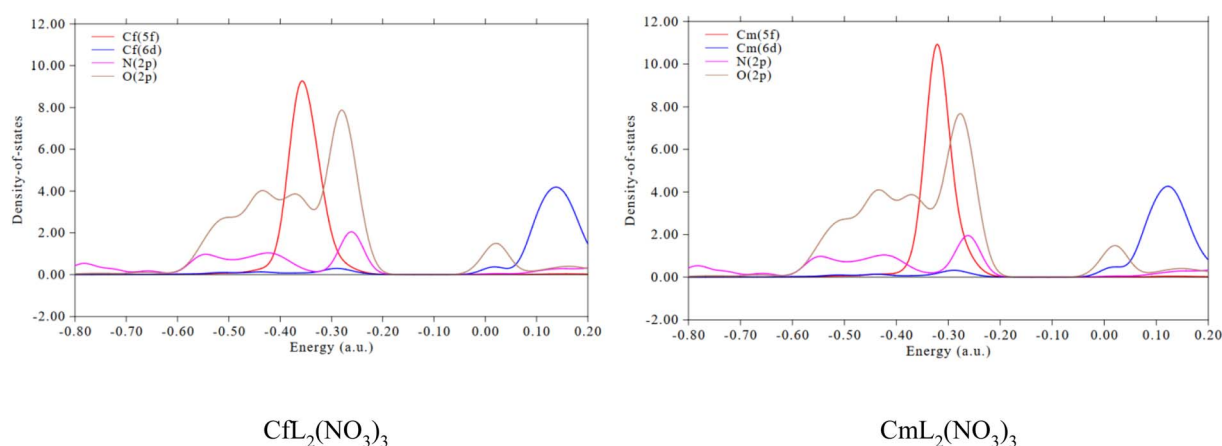 12.00
10.00
8.00
6.00
4.00
2.00
0.00
-2.00
Density-of-states
Cf(5f)
Cf(6d)
N(2p)
O(2p)
-0.80 -0.70 -0.60 -0.50 -0.40 -0.30 -0.20 -0.10 0.00 0.10 0.20
Energy (a.u.)
CfL2(NO3)3
12.00
10.00
8.00
6.00
4.00
2.00
0.00
-2.00
Density-of-states
Cm(5f)
Cm(6d)
N(2p)
O(2p)
-0.80 -0.70 -0.60 -0.50 -0.40 -0.30 -0.20 -0.10 0.00 0.10 0.20
Energy (a.u.)
CmL2(NO3)3